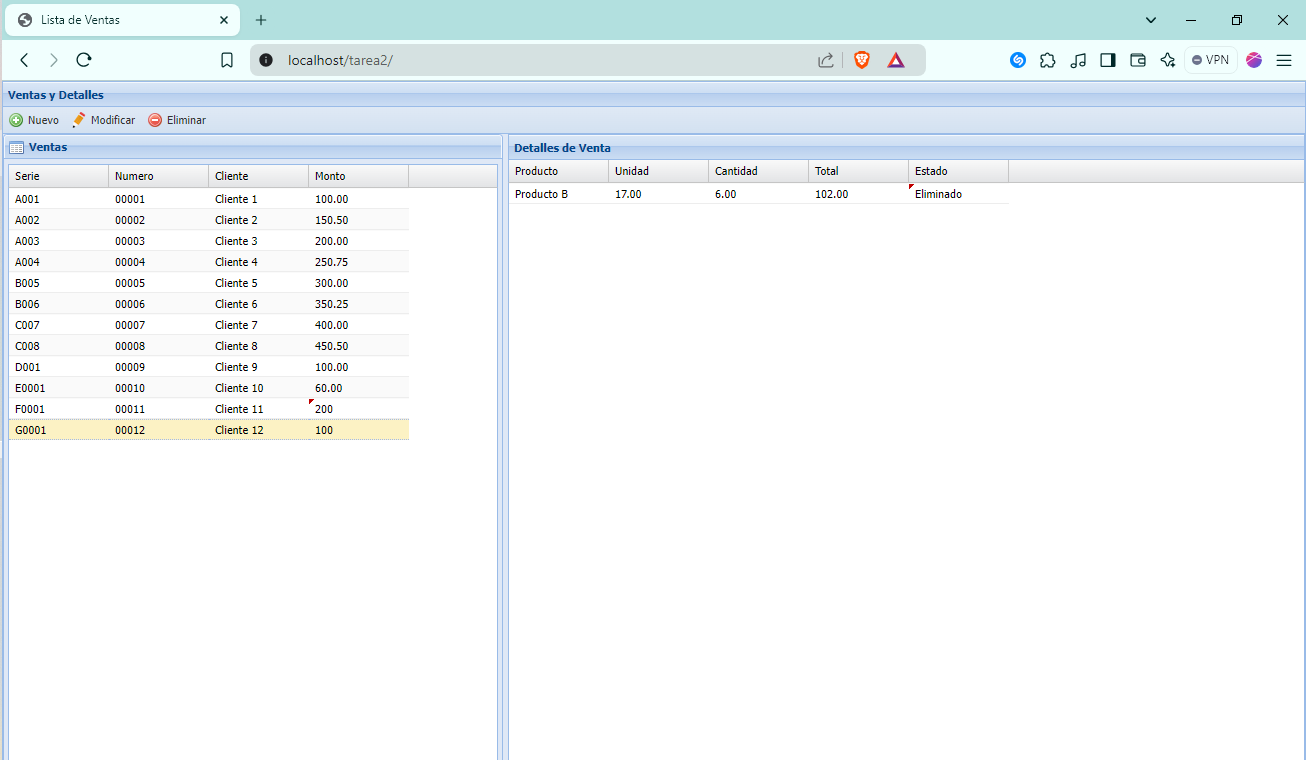 Lista de Ventas
localhost/tarea2/
VPN
Ventas y Detalles
Nuevo Modificar Eliminar
Ventas
Serie Numero Cliente Monto
A001 00001 Cliente 1 100.00
A002 00002 Cliente 2 150.50
A003 00003 Cliente 3 200.00
A004 00004 Cliente 4 250.75
B005 00005 Cliente 5 300.00
B006 00006 Cliente 6 350.25
C007 00007 Cliente 7 400.00
C008 00008 Cliente 8 450.50
D001 00009 Cliente 9 100.00
E0001 00010 Cliente 10 60.00
F0001 00011 Cliente 11 200
G0001 00012 Cliente 12 100
Detalles de Venta
Producto Unidad Cantidad Total Estado
Producto B 17.00 6.00 102.00 Eliminado